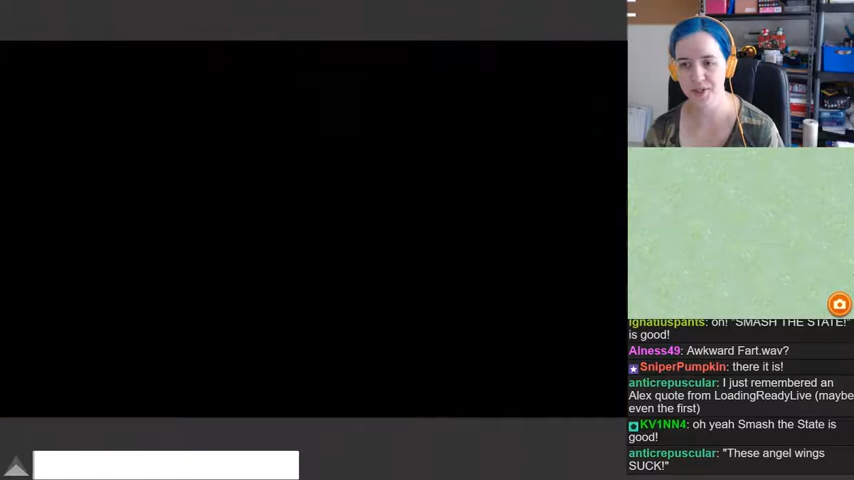 Ignatiuspants: oh! "SMASH THE STATE!"
is good!
Alness49: Awkward Fart.wav?
SniperPumpkin: there it is!
anticrepuscular: I just remembered an
Alex quote from LoadingReadyLive (maybe
even the first)
KV1NN4: oh yeah Smash the State is
good!
anticrepuscular: "These angel wings
SUCK!"